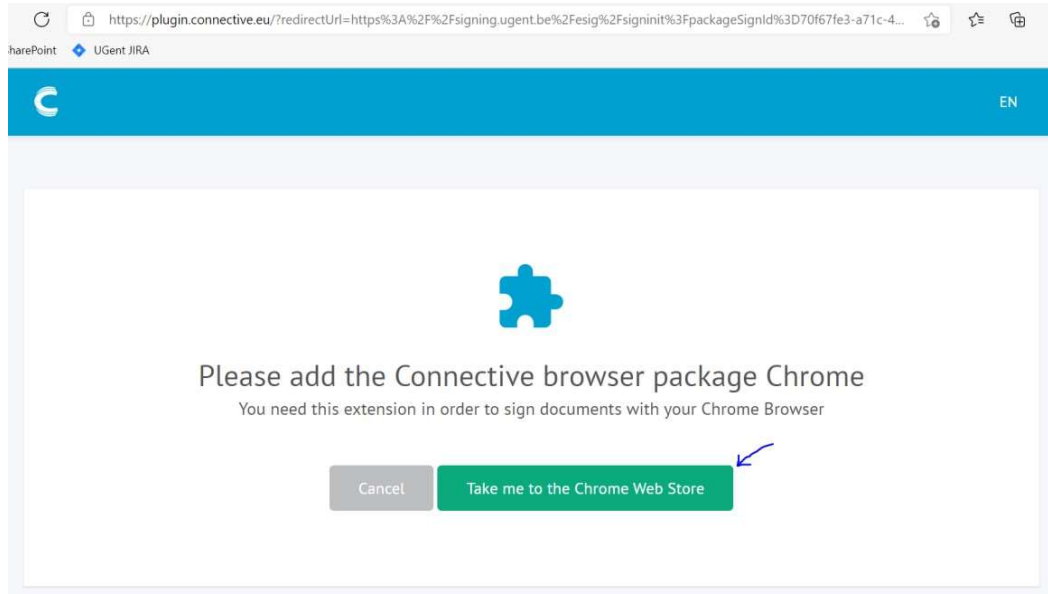 https://plugin.connective.eu/?redirectUrl=https%3A%2F%2Fsigning.ugent.be%2Fesig%2Fsigninit%3FpackageSignId%3D70f67fe3-a71c-4...
harePoint UGent JIRA
EN
Please add the Connective browser package Chrome
You need this extension in order to sign documents with your Chrome Browser
Cancel Take me to the Chrome Web Store